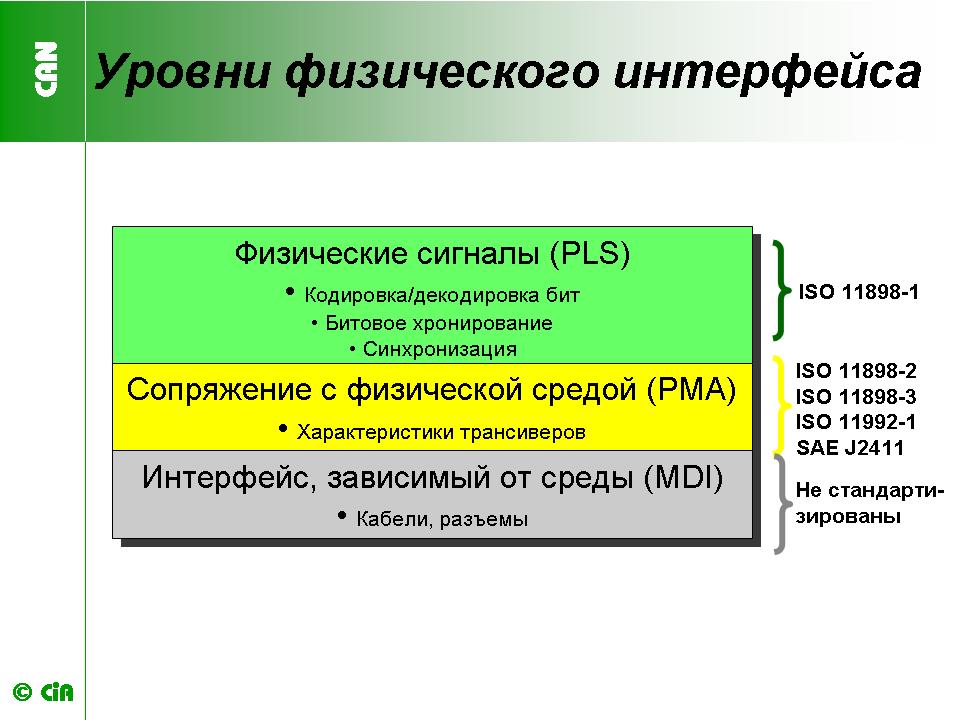 CAN
Уровни физического интерфейса
Физические сигналы (PLS)
• Кодировка/декодировка бит
• Битовое хронирование
• Синхронизация
ISO 11898-1
Сопряжение с физической средой (PMA)
• Характеристики трансиверов
ISO 11898-2
ISO 11898-3
ISO 11992-1
SAE J2411
Интерфейс, зависимый от среды (MDI)
• Кабели, разъемы
Не стандарти-
зированы
© CiA